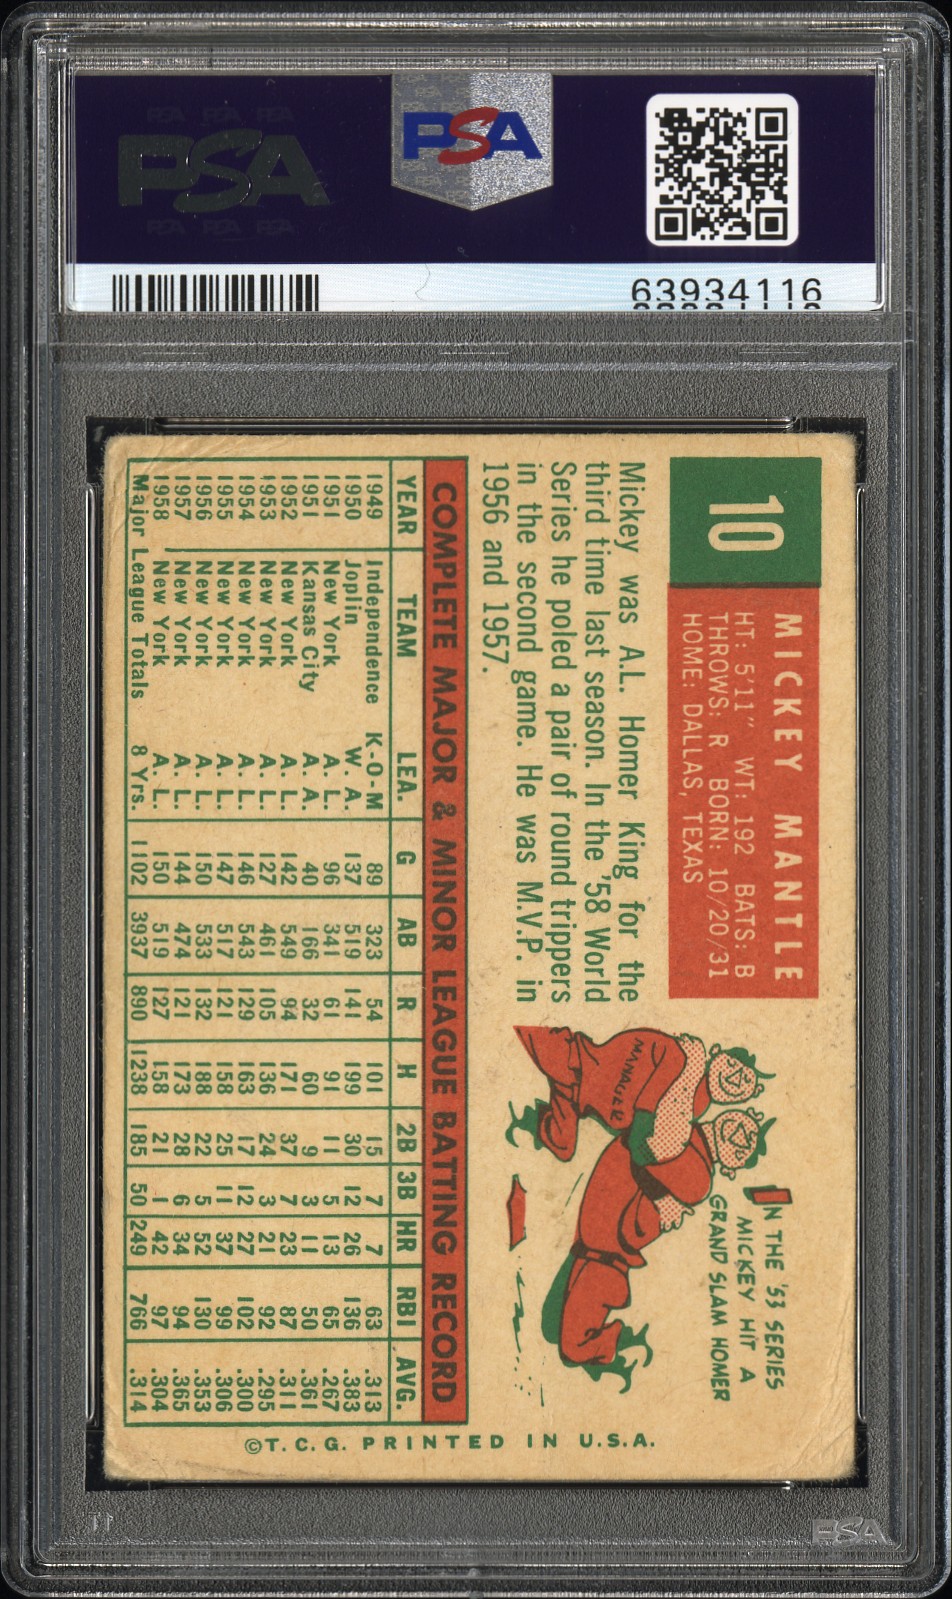 PSA
PSA
63934116
10
MICKEY MANTLE
HT: 5'11" WT: 192 BATS: B
THROWS: R BORN: 10/20/31
HOME: DALLAS, TEXAS
Mickey was A.L. Homer King for the
third time last season. In the '58 World
Series he poled a pair of round trippers
in the second game. He was M.V.P. in
1956 and 1957.
IN THE '53 SERIES
MICKEY HIT A
GRAND SLAM HOMER
MANAGER
COMPLETE MAJOR & MINOR LEAGUE BATTING RECORD
YEAR TEAM LEA. G AB R H 2B 3B HR RBI AVG.
1949 Independence K-O-M 89 323 54 101 15 7 7 63 .313
1950 Joplin W. A. 137 519 141 199 30 12 26 136 .383
1951 New York A. L. 96 341 61 91 11 5 13 65 .267
1951 Kansas City A. A. 40 166 32 60 9 3 11 50 .361
1952 New York A. L. 142 549 94 171 37 7 23 87 .311
1953 New York A. L. 127 461 105 136 24 3 21 92 .295
1954 New York A. L. 146 543 129 163 17 12 27 102 .300
1955 New York A. L. 147 517 121 158 25 11 37 99 .306
1956 New York A. L. 150 533 132 188 22 5 52 130 .353
1957 New York A. L. 144 474 121 173 28 6 34 94 .365
1958 New York A. L. 150 519 127 158 21 1 42 97 .304
Major League Totals 8 Yrs. 1102 3937 890 1238 185 50 249 766 .314
©T.C.G. PRINTED IN U.S.A.
PSA